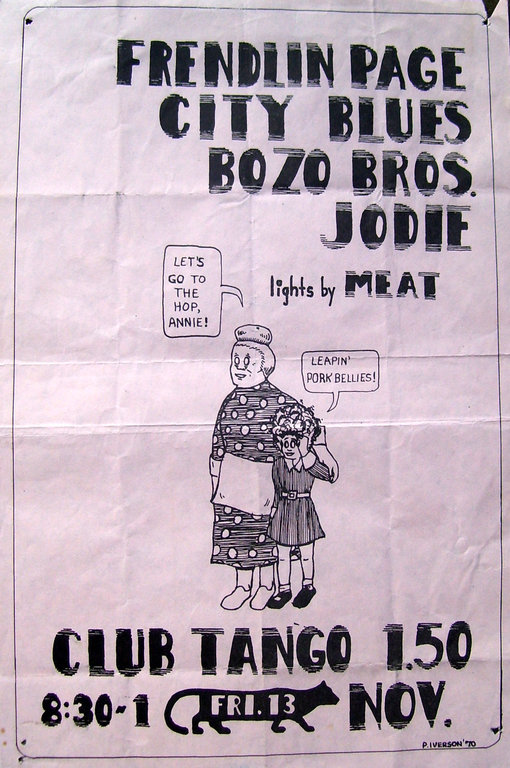 FRENDLIN PAGE
CITY BLUES
BOZO BROS.
JODIE
lights by MEAT
LET'S
GO TO
THE
HOP,
ANNIE!
LEAPIN'
PORK BELLIES!
CLUB TANGO 1.50
8:30-1 FRI. 13 NOV.
P. IVERSON '70